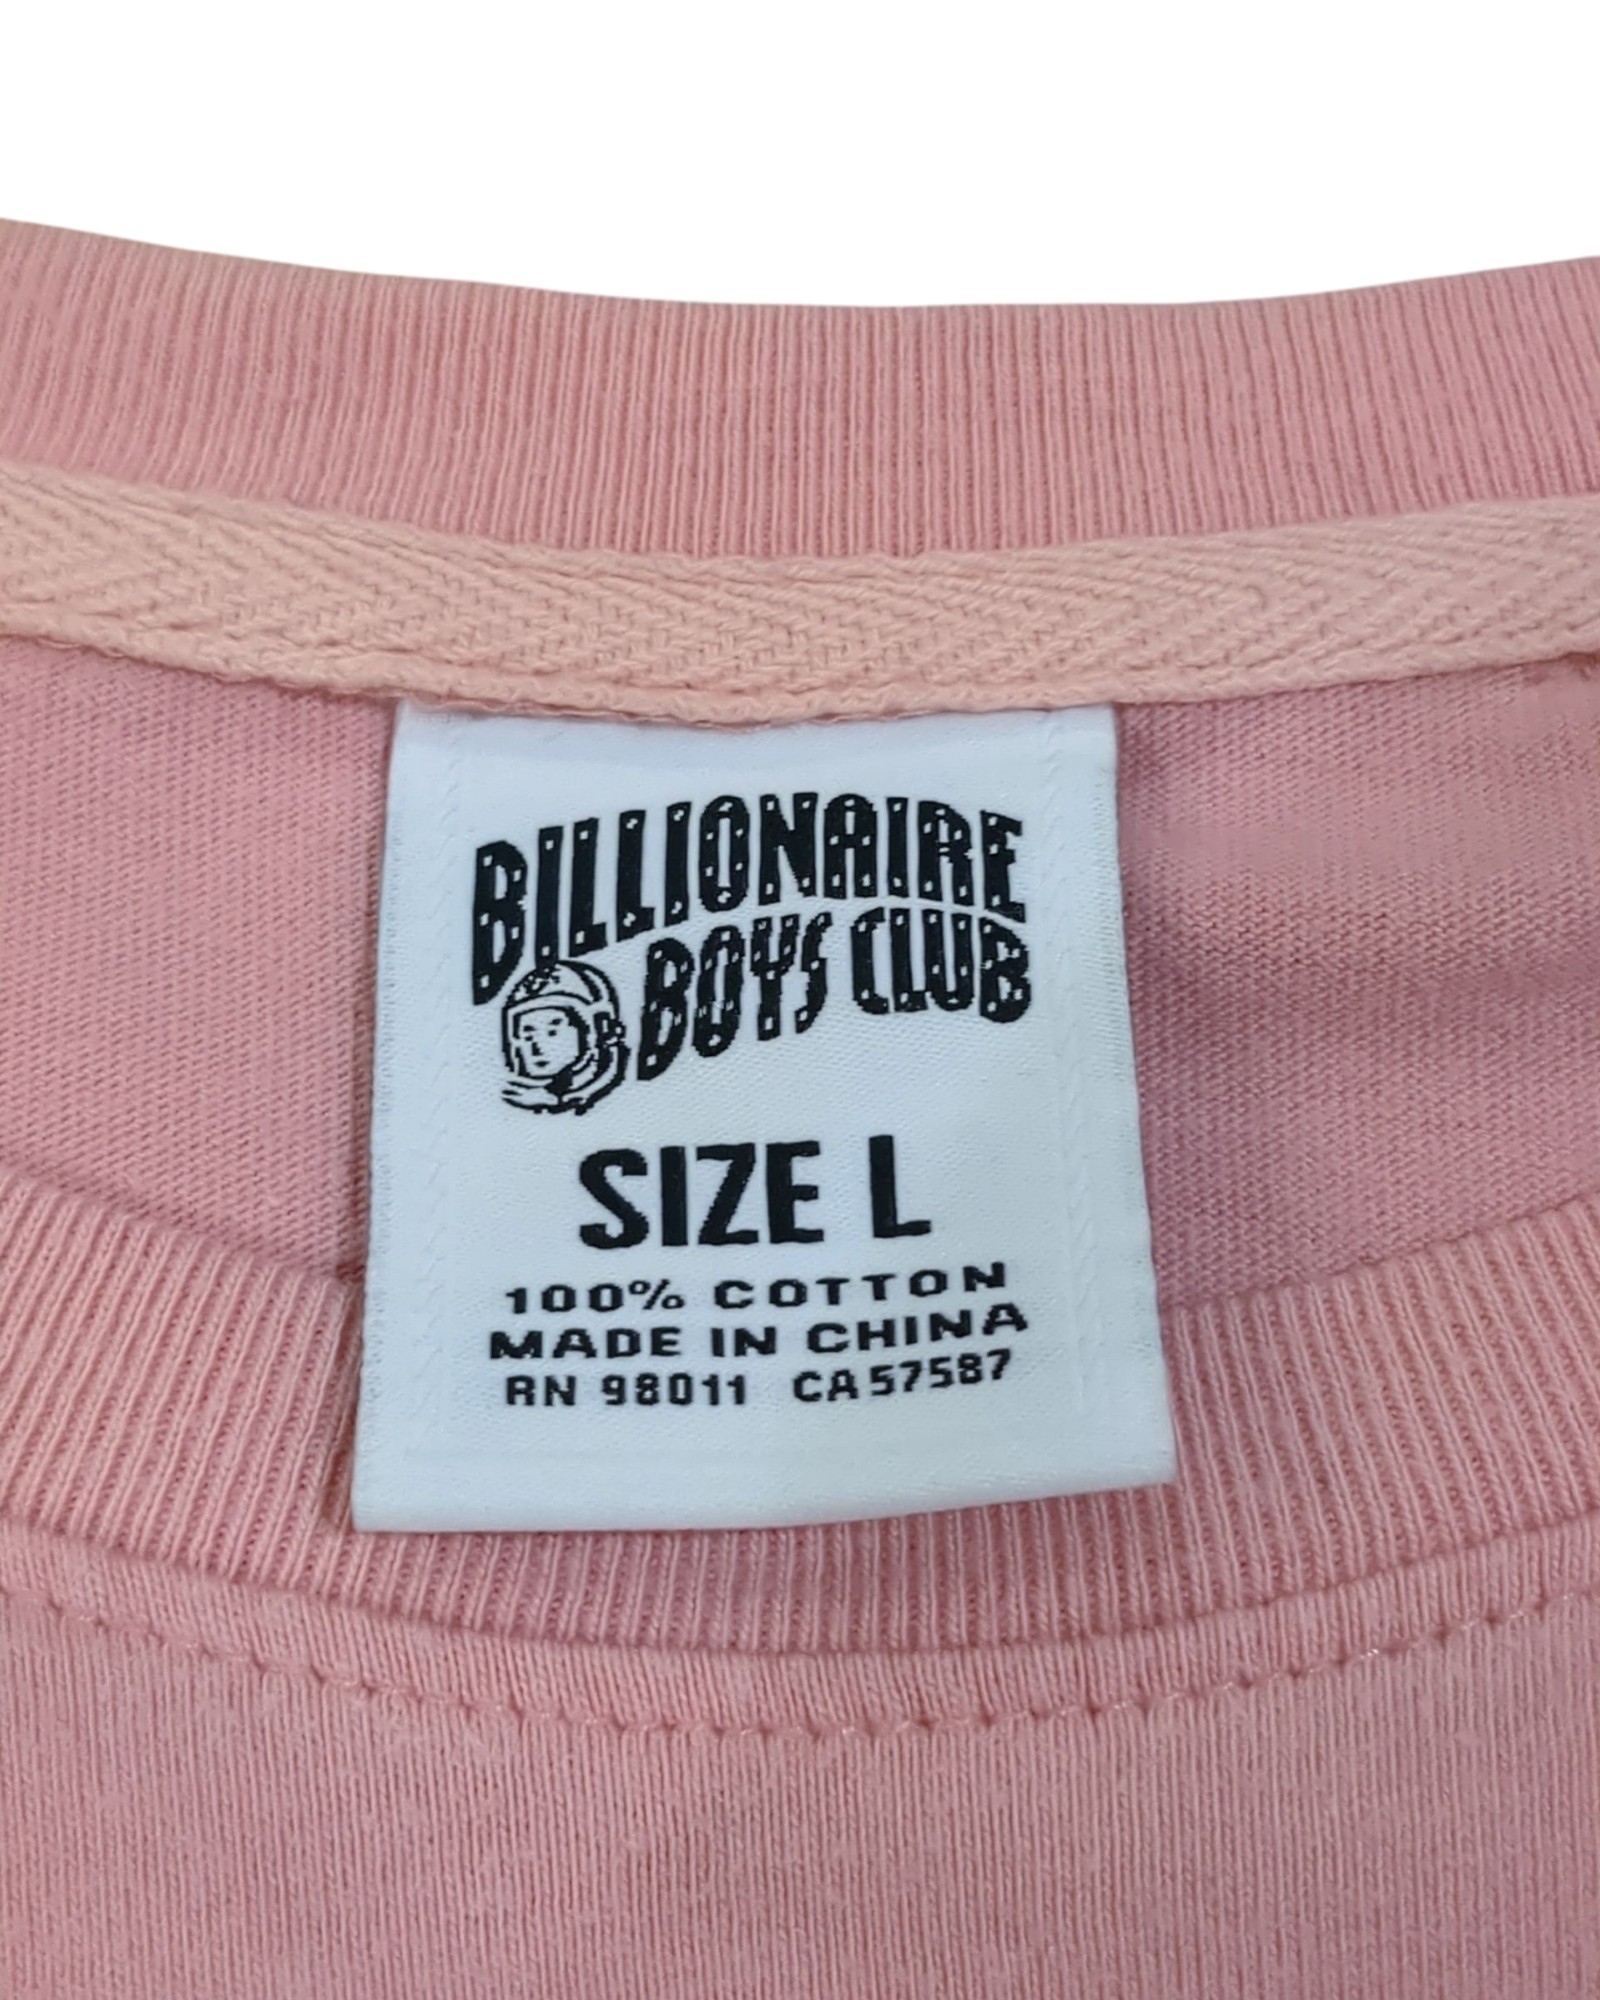 BILLIONAIRE
BOYS CLUB
SIZE L
100% COTTON
MADE IN CHINA
RN 98011 CA57587